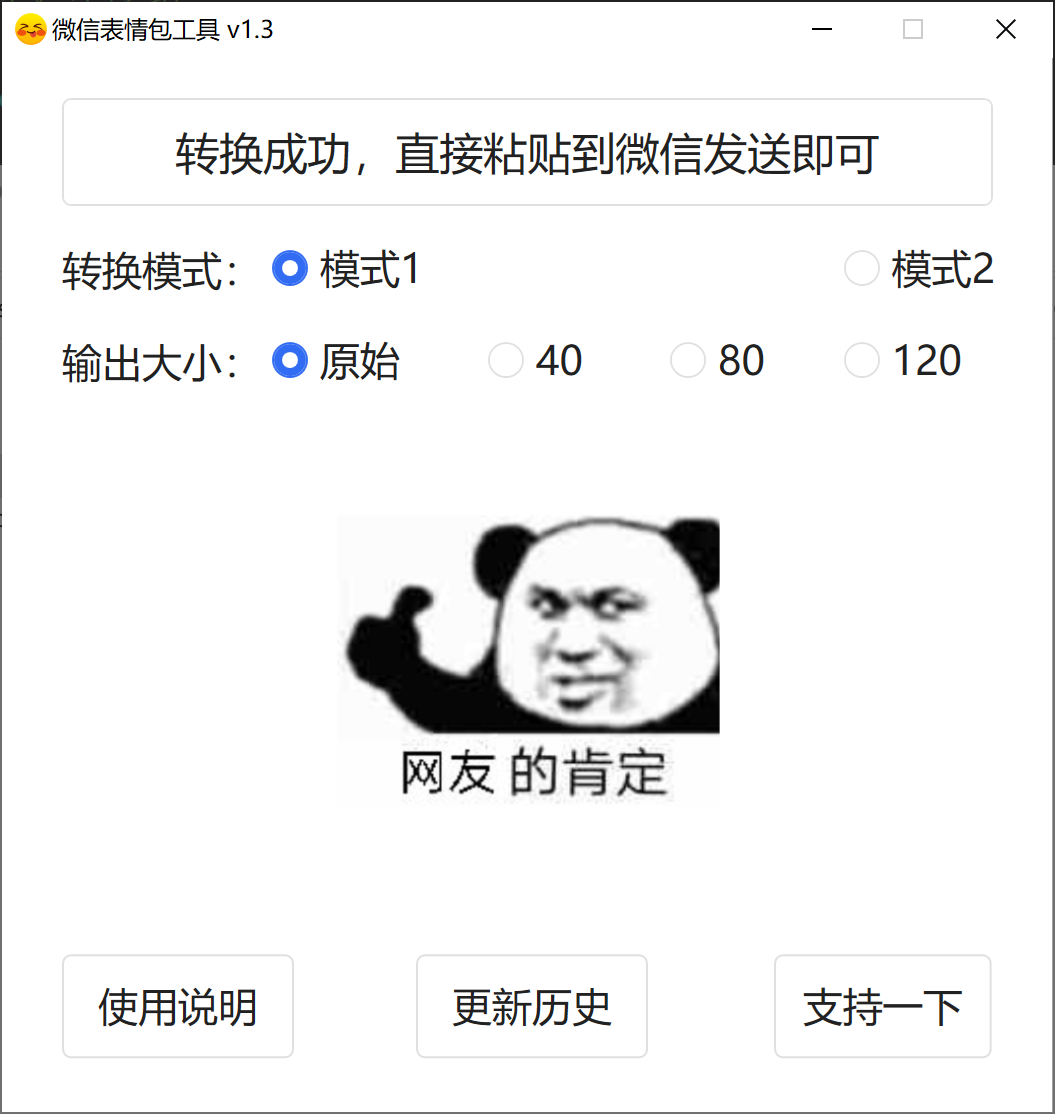 微信表情包工具 v1.3
转换成功，直接粘贴到微信发送即可
转换模式： 模式1 模式2
输出大小： 原始 40 80 120
网友 的肯定
使用说明 更新历史 支持一下